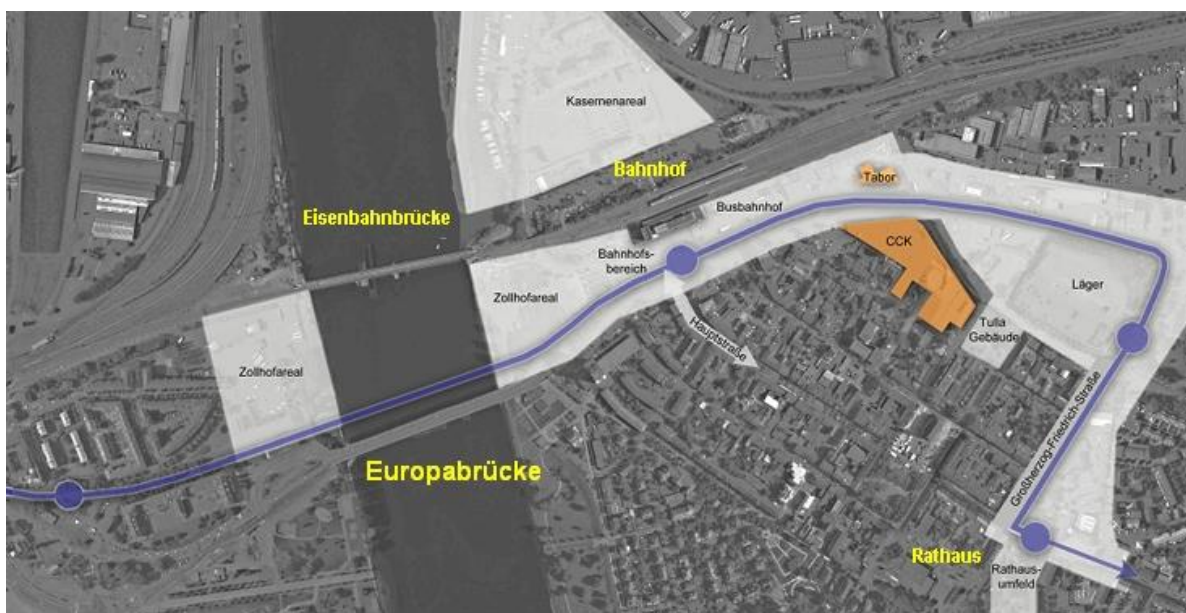 Kasernenareal
Bahnhof
Tabor
Eisenbahnbrücke
Busbahnhof
CCK
Bahnhofs-
bereich
Läger
Zollhofareal
Tulla
Gebäude
Hauptstraße
Zollhofareal
Großherzog-Friedrich-Straße
Europabrücke
Rathaus
Rathaus-
umfeld